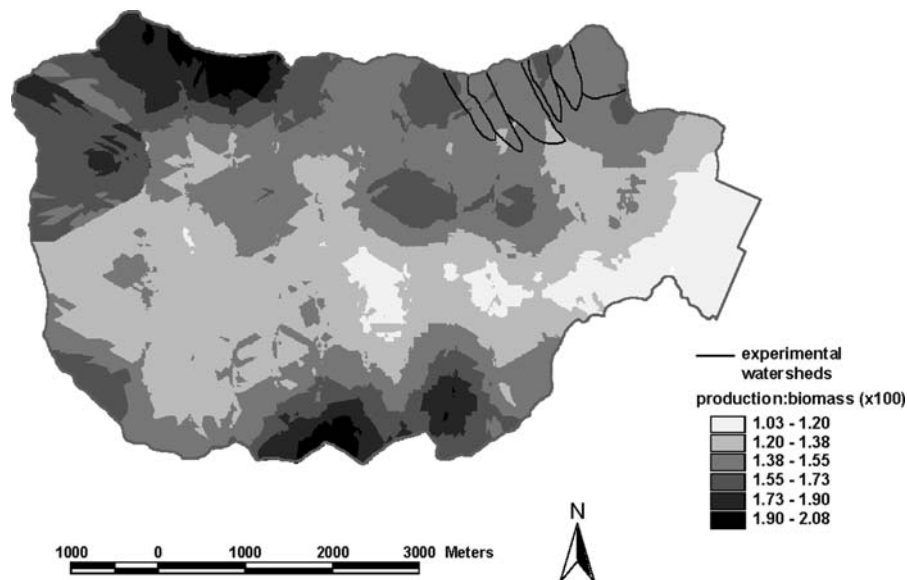 experimental
watersheds
production:biomass (x100)
1.03 - 1.20
1.20 - 1.38
1.38 - 1.55
1.55 - 1.73
1.73 - 1.90
1.90 - 2.08
N
1000 0 1000 2000 3000 Meters